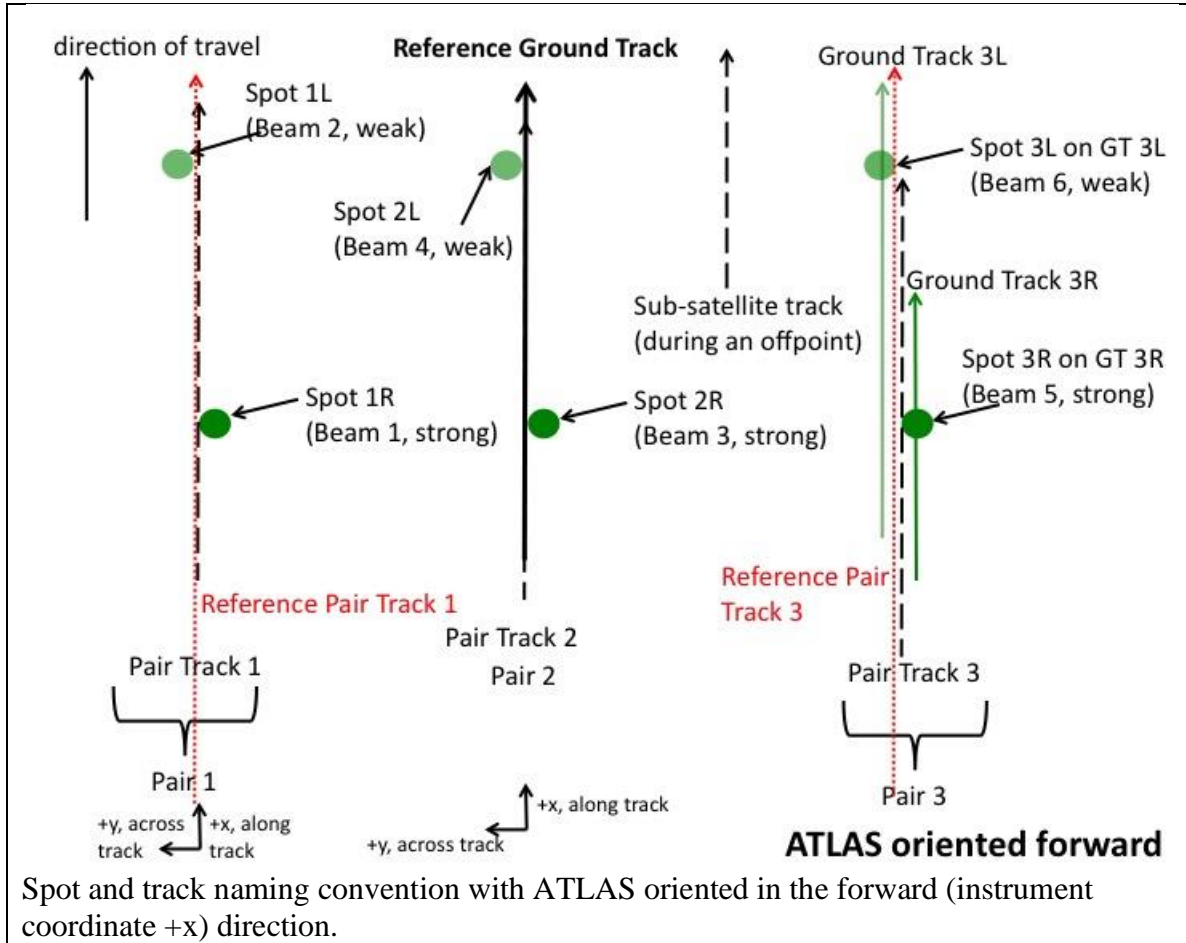 direction of travel
Reference Ground Track
Ground Track 3L
Spot 1L
(Beam 2, weak)
Spot 2L
(Beam 4, weak)
Spot 3L on GT 3L
(Beam 6, weak)
Ground Track 3R
Sub-satellite track
(during an offpoint)
Spot 1R
(Beam 1, strong)
Spot 2R
(Beam 3, strong)
Spot 3R on GT 3R
(Beam 5, strong)
Reference Pair Track 1
Reference Pair
Track 3
Pair Track 1
Pair Track 2
Pair 2
Pair Track 3
Pair 1
Pair 3
+y, across
track
+x, along
track
+x, along track
+y, across track
ATLAS oriented forward
Spot and track naming convention with ATLAS oriented in the forward (instrument
coordinate +x) direction.